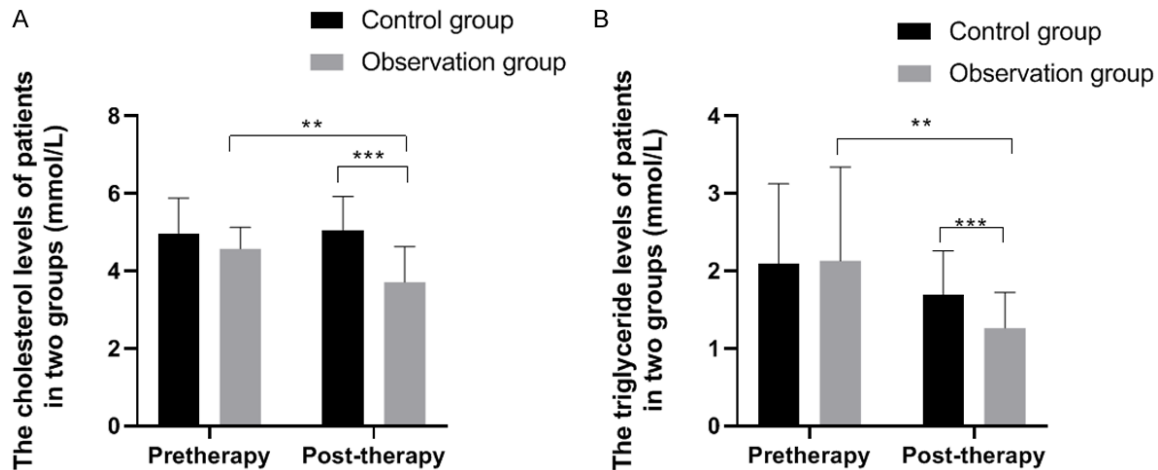 A
Control group
Observation group
The cholesterol levels of patients
in two groups (mmol/L)
8
6
4
2
0
**
***
Pretherapy
Post-therapy
B
Control group
Observation group
The triglyceride levels of patients
in two groups (mmol/L)
4
3
2
1
0
**
***
Pretherapy
Post-therapy